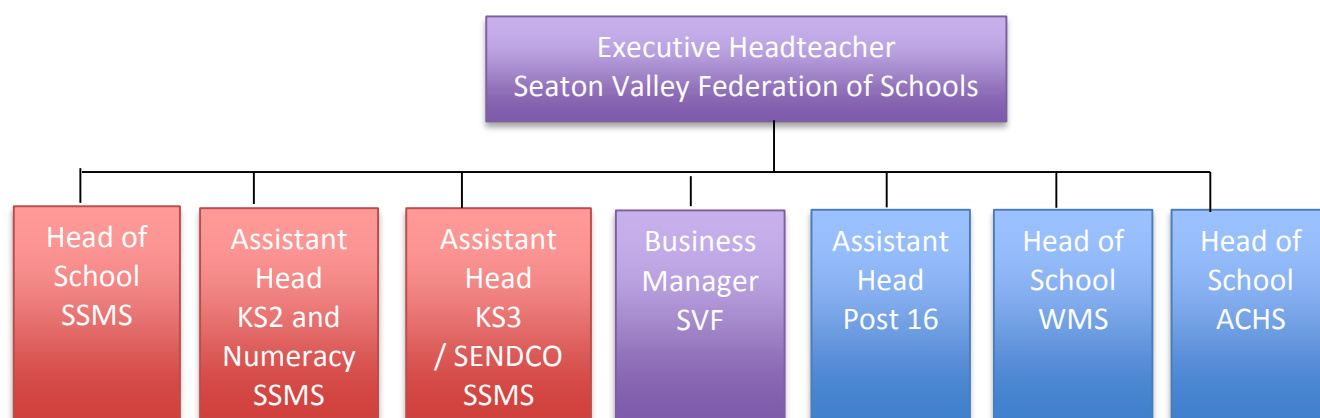 Executive Headteacher
Seaton Valley Federation of Schools
Head of
School
SSMS
Assistant
Head
KS2 and
Numeracy
SSMS
Assistant
Head
KS3
/ SENDCO
SSMS
Business
Manager
SVF
Assistant
Head
Post 16
Head of
School
WMS
Head of
School
ACHS